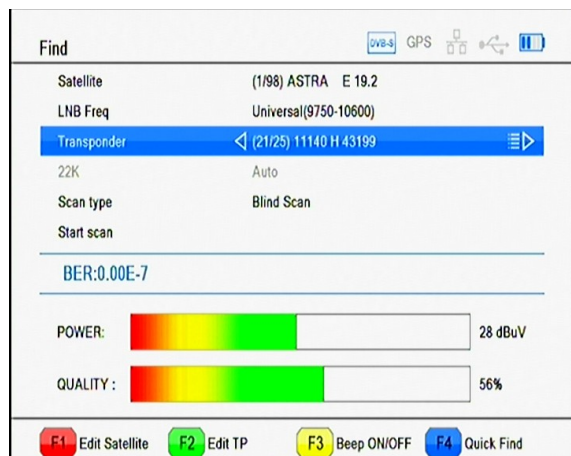 Find DVB-S GPS
Satellite (1/98) ASTRA E 19.2
LNB Freq Universal(9750-10600)
Transponder (21/25) 11140 H 43199
22K Auto
Scan type Blind Scan
Start scan
BER:0.00E-7
POWER: 28 dBuV
QUALITY : 56%
F1 Edit Satellite F2 Edit TP F3 Beep ON/OFF F4 Quick Find